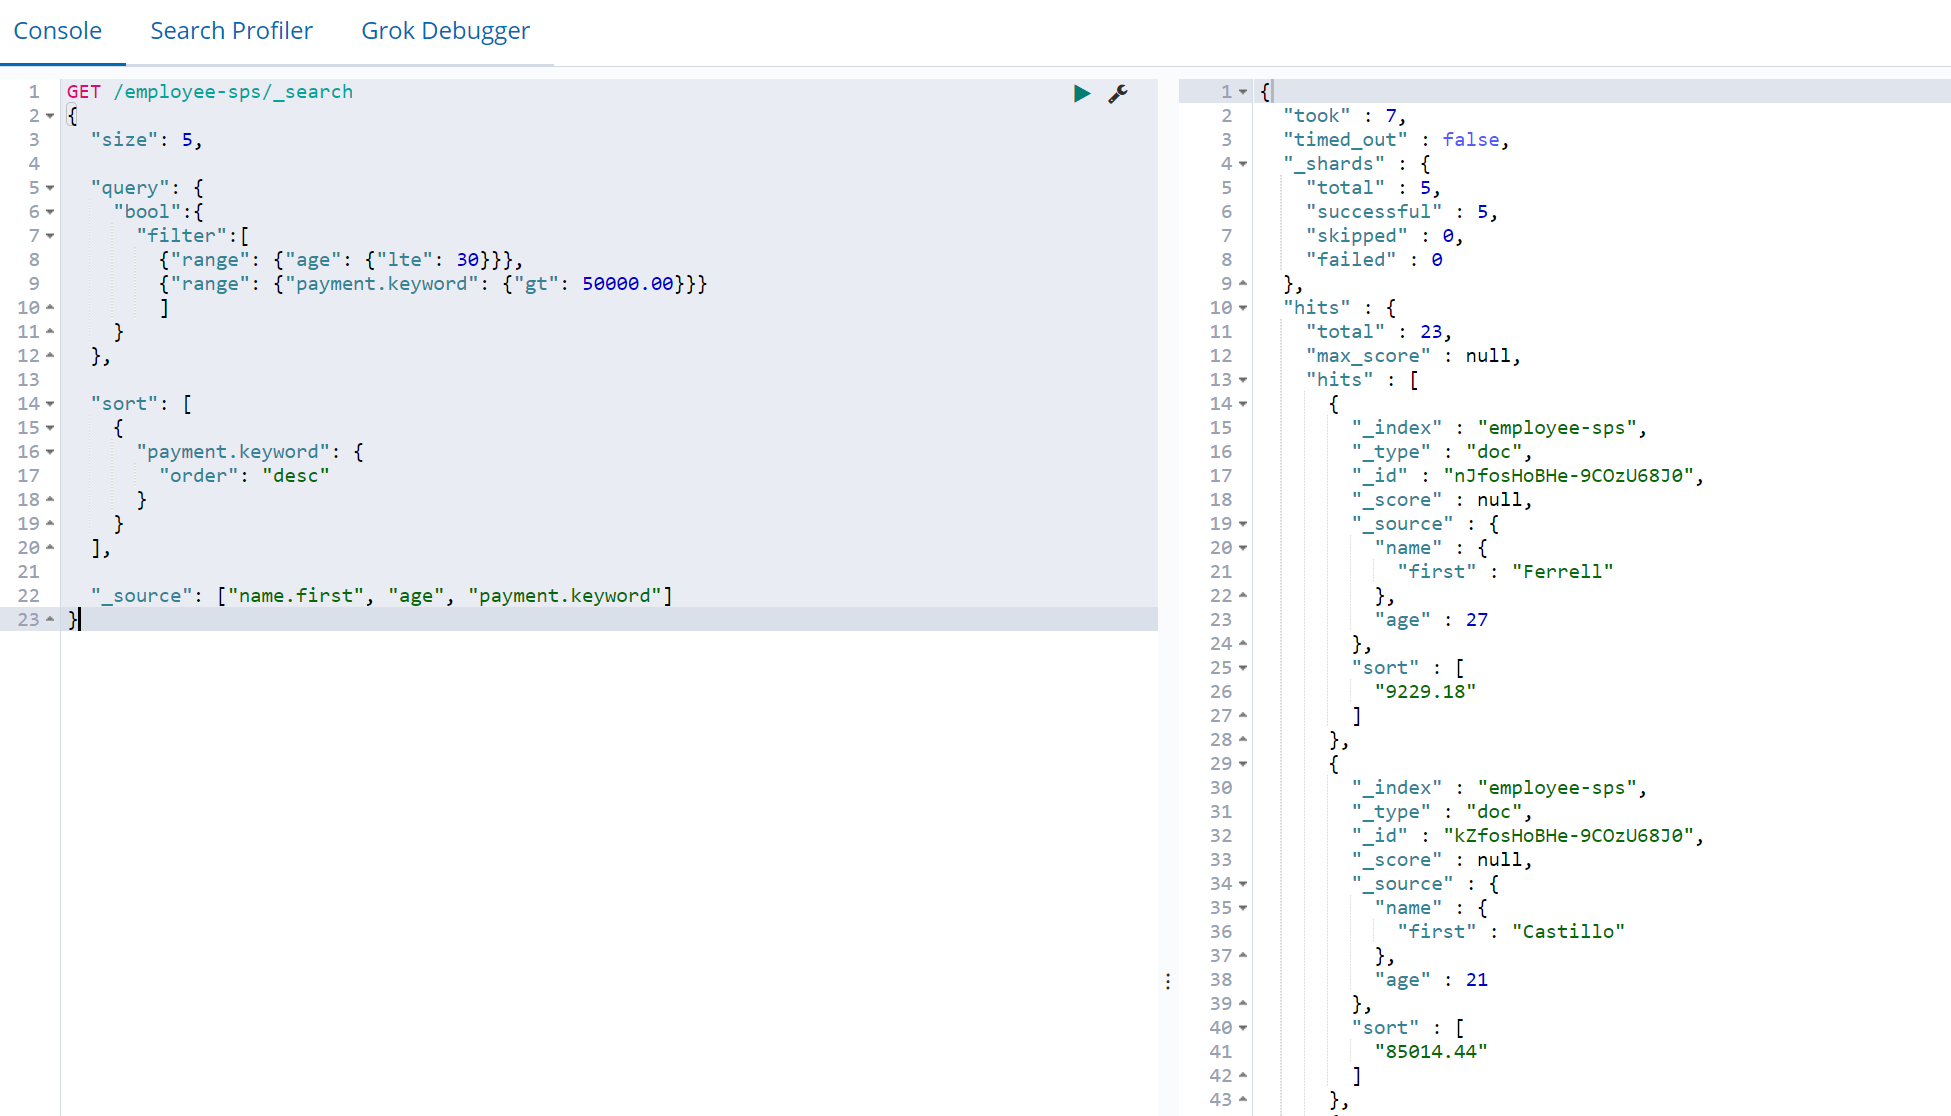 Console Search Profiler Grok Debugger
1 GET /employee-sps/_search
2 {
3 "size": 5,
4
5 "query": {
6 "bool":{
7 "filter":[
8 {"range": {"age": {"lte": 30}}},
9 {"range": {"payment.keyword": {"gt": 50000.00}}}
10 ]
11 }
12 },
13
14 "sort": [
15 {
16 "payment.keyword": {
17 "order": "desc"
18 }
19 }
20 ],
21
22 "_source": ["name.first", "age", "payment.keyword"]
23 }
1 {
2 "took" : 7,
3 "timed_out" : false,
4 "_shards" : {
5 "total" : 5,
6 "successful" : 5,
7 "skipped" : 0,
8 "failed" : 0
9 },
10 "hits" : {
11 "total" : 23,
12 "max_score" : null,
13 "hits" : [
14 {
15 "_index" : "employee-sps",
16 "_type" : "doc",
17 "_id" : "nJfosHoBHe-9COzU68J0",
18 "_score" : null,
19 "_source" : {
20 "name" : {
21 "first" : "Ferrell"
22 },
23 "age" : 27
24 },
25 "sort" : [
26 "9229.18"
27 ]
28 },
29 {
30 "_index" : "employee-sps",
31 "_type" : "doc",
32 "_id" : "kZfosHoBHe-9COzU68J0",
33 "_score" : null,
34 "_source" : {
35 "name" : {
36 "first" : "Castillo"
37 },
38 "age" : 21
39 },
40 "sort" : [
41 "85014.44"
42 ]
43 },